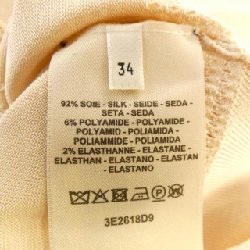 34
92% SOIE - SILK - SEIDE - SEDA -
SETA - SEDA
6% POLYAMIDE - POLYAMIDE -
POLYAMID - POLIAMIDA -
POLIAMMIDE - POLIAMIDA
2% ELASTHANNE - ELASTANE -
ELASTHAN - ELASTANO -
ELASTAN - ELASTANO
3E2618D9